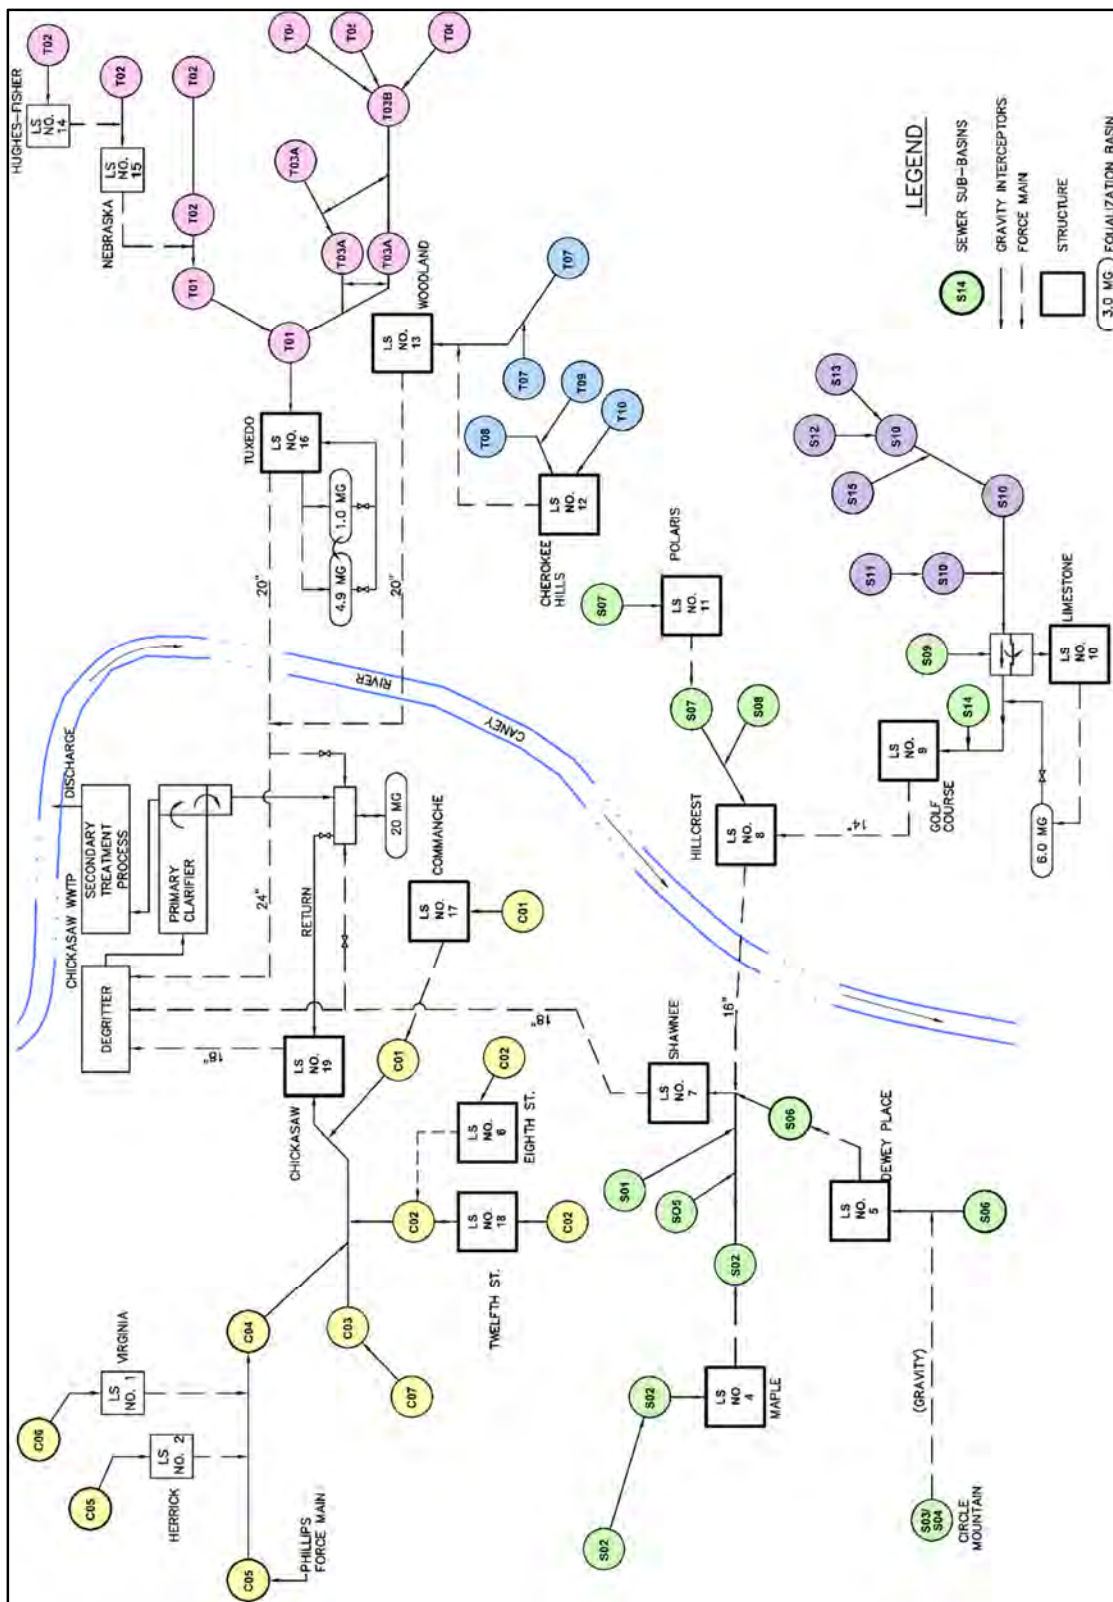 C06
VIRGINIA
LS
NO. 1
C05
HERRICK
LS
NO. 2
C05
PHILLIPS
FORCE MAIN
C04
C03
C07
C02
LS
NO.
18
TWELFTH ST.
C02
C02
LS
NO.
6
EIGHTH ST.
CHICKASAW
LS
NO.
19
18"
C01
COMMANCHE
LS
NO.
17
C01
CHICKASAW WWTP
DEGRITTER
PRIMARY
CLARIFIER
SECONDARY
TREATMENT
PROCESS
DISCHARGE
24"
RETURN
20 MG
18"
CANEY
RIVER
HUGHES-FISHER
LS
NO.
14
T02
NEBRASKA
LS
NO.
15
T02
T01
T02
T02
T01
TUXEDO
LS
NO.
16
20"
4.9 MG
1.0 MG
T03A
T03A
T03A
T03B
T05
20"
WOODLAND
LS
NO.
13
T07
T07
CHEROKEE
HILLS
LS
NO.
12
T08
T09
T10
S02
S02
LS
NO.
4
MAPLE
S02
SO5
S01
SHAWNEE
LS
NO.
7
16"
S06
DEWEY PLACE
LS
NO.
5
S06
(GRAVITY)
S03/
S04
CIRCLE
MOUNTAIN
HILLCREST
LS
NO.
8
S07
S08
POLARIS
LS
NO.
11
S07
14"
GOLF
COURSE
LS
NO.
9
S14
S09
6.0 MG
LIMESTONE
LS
NO.
10
S11
S10
S10
S15
S12
S10
S13
LEGEND
S14
SEWER SUB-BASINS
GRAVITY INTERCEPTORS
FORCE MAIN
STRUCTURE
3.0 MG
EQUALIZATION BASIN